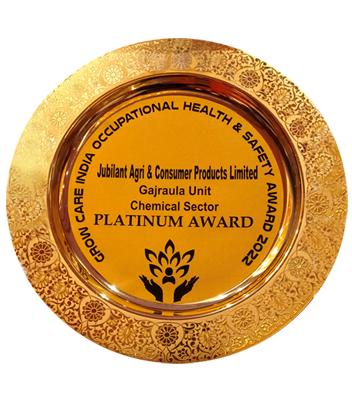 GROW CARE INDIA OCCUPATIONAL HEALTH & SAFETY AWARD 2022
Jubilant Agri & Consumer Products Limited
Gajraula Unit
Chemical Sector
PLATINUM AWARD